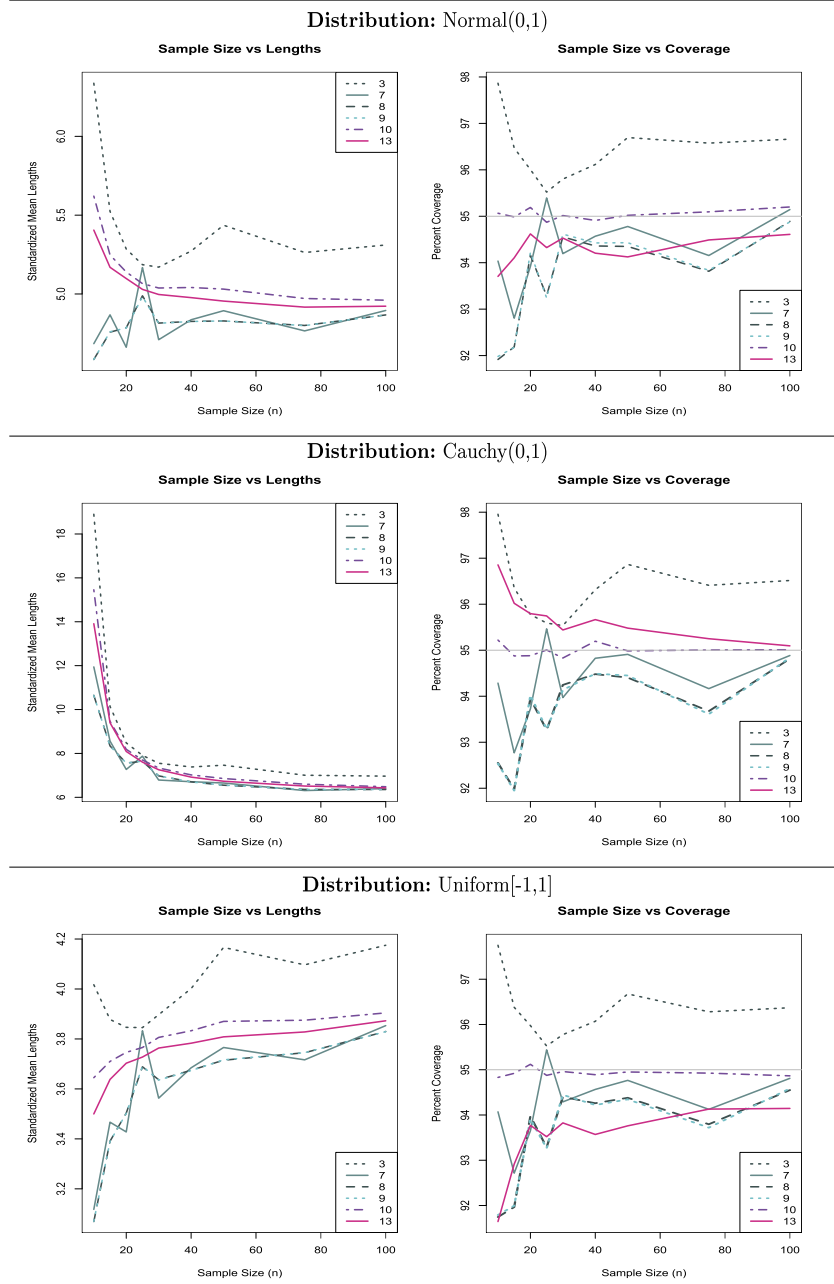 Distribution: Normal(0,1)
Sample Size vs Lengths
Standardized Mean Lengths
6.0
5.5
5.0
20 40 60 80 100
Sample Size (n)
3
7
8
9
10
13
Sample Size vs Coverage
Percent Coverage
98
97
96
95
94
93
92
20 40 60 80 100
Sample Size (n)
3
7
8
9
10
13
Distribution: Cauchy(0,1)
Sample Size vs Lengths
Standardized Mean Lengths
18
16
14
12
10
8
6
20 40 60 80 100
Sample Size (n)
3
7
8
9
10
13
Sample Size vs Coverage
Percent Coverage
98
97
96
95
94
93
92
20 40 60 80 100
Sample Size (n)
3
7
8
9
10
13
Distribution: Uniform[-1,1]
Sample Size vs Lengths
Standardized Mean Lengths
4.2
4.0
3.8
3.6
3.4
3.2
20 40 60 80 100
Sample Size (n)
3
7
8
9
10
13
Sample Size vs Coverage
Percent Coverage
97
96
95
94
93
92
20 40 60 80 100
Sample Size (n)
3
7
8
9
10
13